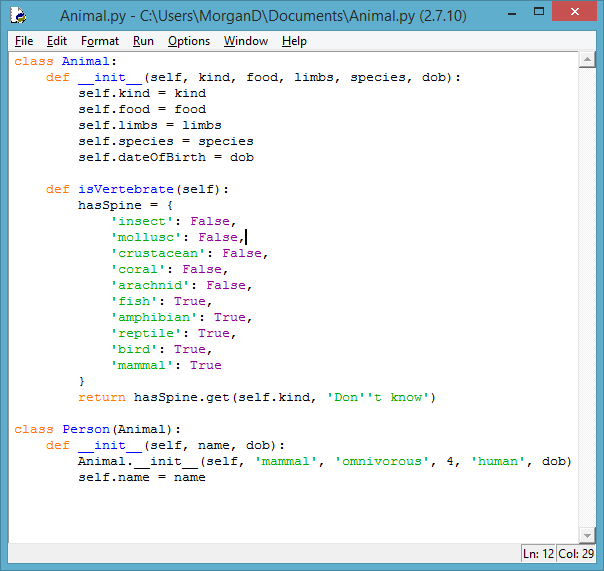 Animal.py - C:\Users\MorganD\Documents\Animal.py (2.7.10)
File Edit Format Run Options Window Help
class Animal:
    def __init__(self, kind, food, limbs, species, dob):
        self.kind = kind
        self.food = food
        self.limbs = limbs
        self.species = species
        self.dateOfBirth = dob

    def isVertebrate(self):
        hasSpine = {
            'insect': False,
            'mollusc': False,
            'crustacean': False,
            'coral': False,
            'arachnid': False,
            'fish': True,
            'amphibian': True,
            'reptile': True,
            'bird': True,
            'mammal': True
        }
        return hasSpine.get(self.kind, 'Don''t know')

class Person(Animal):
    def __init__(self, name, dob):
        Animal.__init__(self, 'mammal', 'omnivorous', 4, 'human', dob)
        self.name = name
Ln: 12 Col: 29